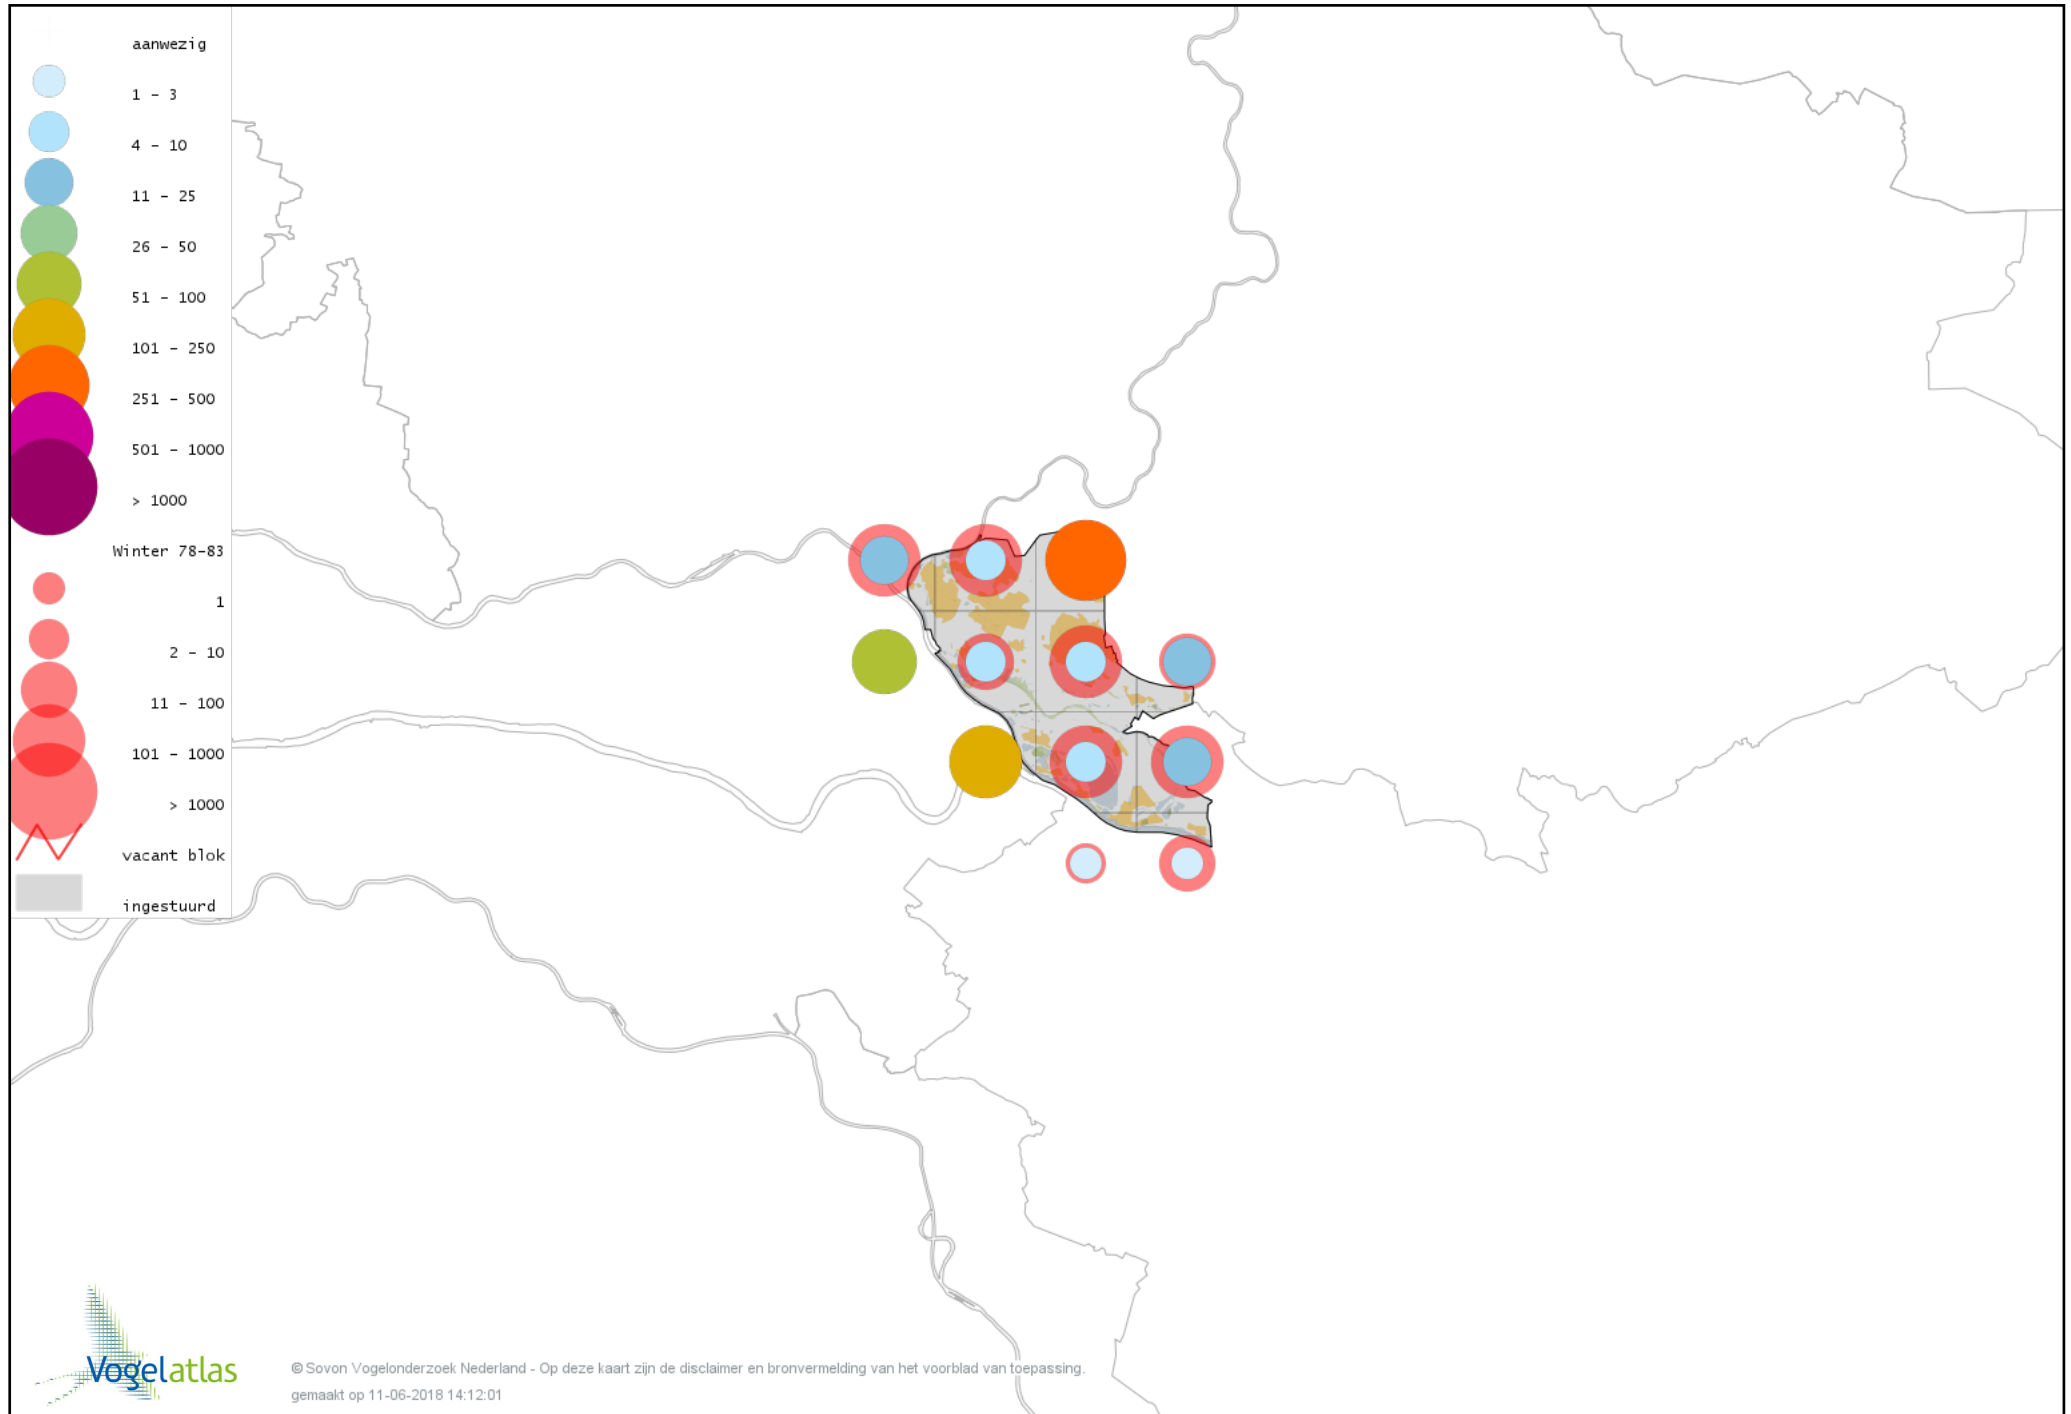 aanwezig
1 - 3
4 - 10
11 - 25
26 - 50
51 - 100
101 - 250
251 - 500
501 - 1000
> 1000
Winter 78-83
1
2 - 10
11 - 100
101 - 1000
> 1000
vacant blok
ingestuurd
Vogelatlas
© Sovon Vogelonderzoek Nederland - Op deze kaart zijn de disclaimer en bronvermelding van het voorblad van toepassing.
gemaakt op 11-06-2018 14:12:01